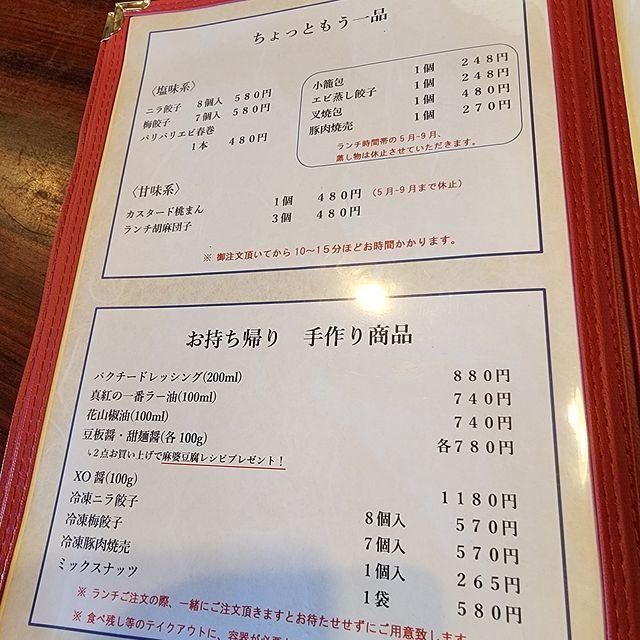 ちょっともう一品
〈塩味系〉
ニラ餃子 8個入 580円
梅餃子 7個入 580円
パリパリエビ春巻
1本 480円
小籠包 1個 248円
エビ蒸し餃子 1個 248円
叉焼包 1個 480円
豚肉焼売 1個 270円
ランチ時間帯の5月~9月、
蒸し物は休止させていただきます。
〈甘味系〉
カスタード桃まん 1個 480円 (5月~9月まで休止)
ランチ胡麻団子 3個 480円
※ 御注文頂いてから10~15分ほどお時間かかります。
お持ち帰り 手作り商品
パクチードレッシング(200ml) 880円
真紅の一番ラー油(100ml) 740円
花山椒油(100ml) 740円
豆板醤・甜麺醤(各100g) 各780円
↳2点お買い上げで麻婆豆腐レシピプレゼント!
XO醤(100g) 1180円
冷凍ニラ餃子 8個入 570円
冷凍梅餃子 7個入 570円
冷凍豚肉焼売 1個入 265円
ミックスナッツ 1袋 580円
※ ランチご注文の際、一緒にご注文頂きますとお待たせせずにご用意致します
※ 食べ残し等のテイクアウトに、容器が必要